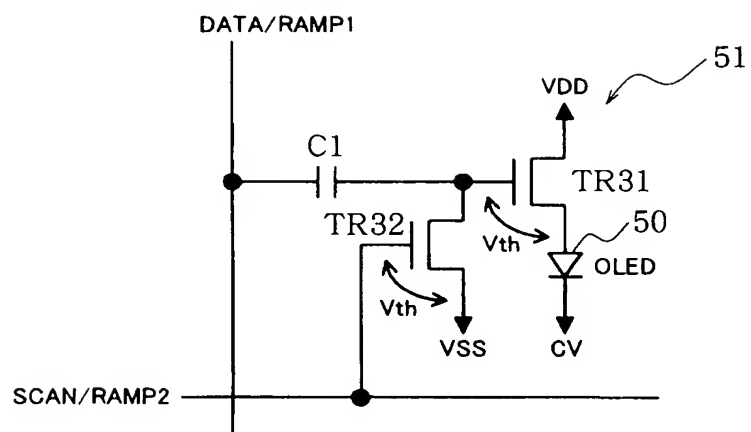 DATA/RAMP1
51
VDD
C1
TR31
TR32
50
Vth
OLED
Vth
VSS
CV
SCAN/RAMP2